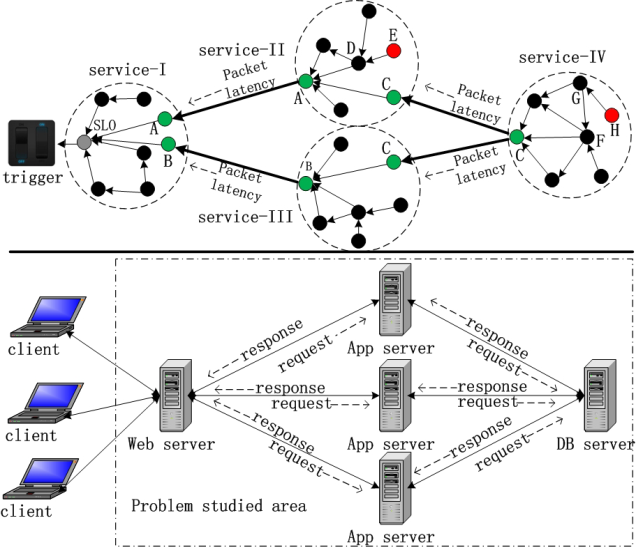 service-I
service-II
service-III
service-IV
trigger
SLO
A
B
Packet
latency
Packet
latency
A
D
E
C
B
C
Packet
latency
Packet
latency
C
G
H
F
client
client
client
Web server
response
request
response
request
response
request
App server
App server
App server
response
request
response
request
response
request
DB server
Problem studied area